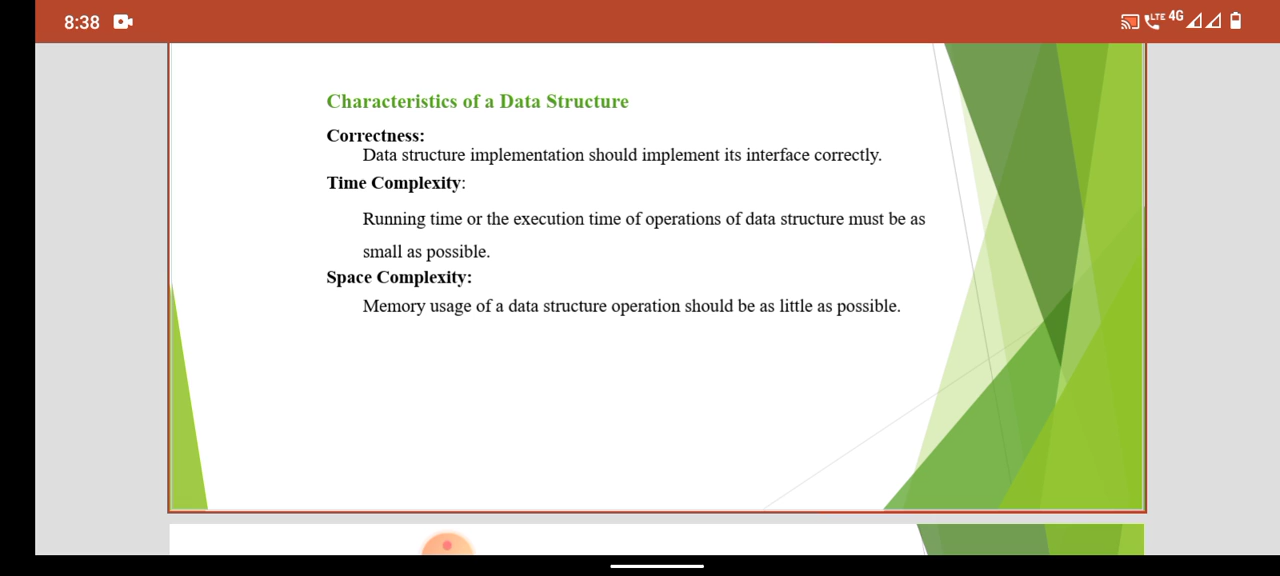 8:38
LTE 4G
Characteristics of a Data Structure
Correctness:
Data structure implementation should implement its interface correctly.
Time Complexity:
Running time or the execution time of operations of data structure must be as
small as possible.
Space Complexity:
Memory usage of a data structure operation should be as little as possible.